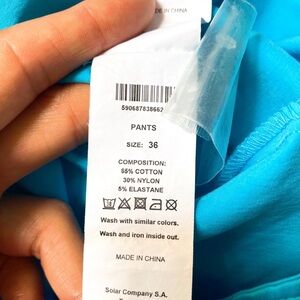 DE IN CHINA
PANTS
SIZE: 36
COMPOSITION:
65% COTTON
30% NYLON
5% ELASTANE
Wash with similar colors.
Wash and iron inside out.
MADE IN CHINA
Solar Company S.A.